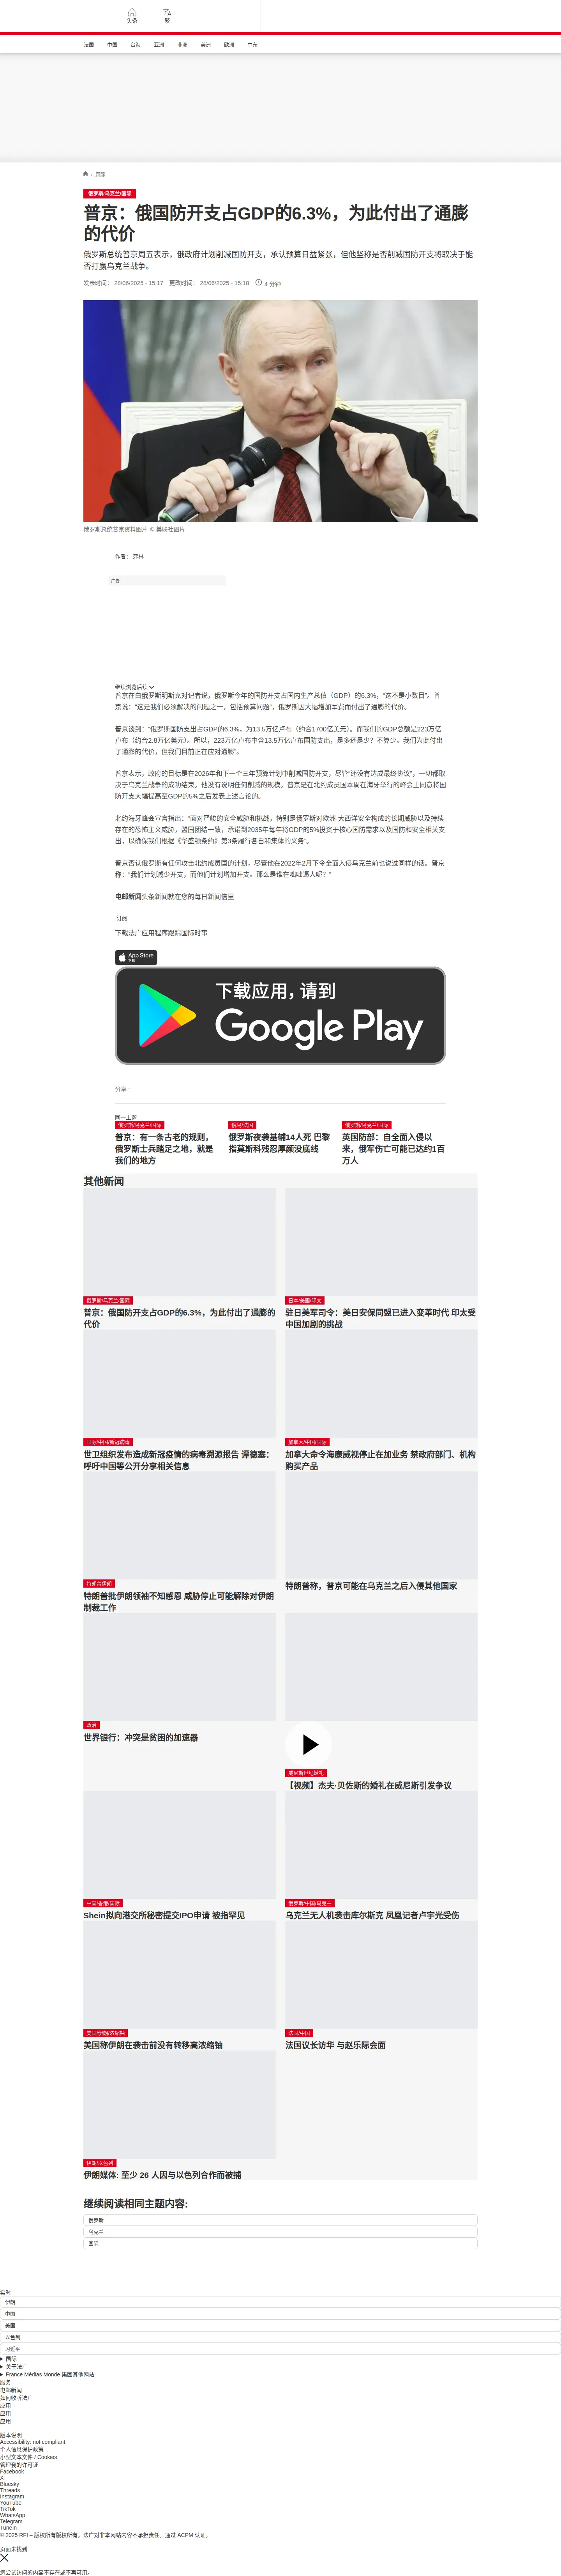 头条
繁
法国 中国 台海 亚洲 非洲 美洲 欧洲 中东
/ 国际
俄罗斯/乌克兰/国际
普京：俄国防开支占GDP的6.3%，为此付出了通膨
的代价
俄罗斯总统普京周五表示，俄政府计划削减国防开支，承认预算日益紧张，但他坚称是否削减国防开支将取决于能
否打赢乌克兰战争。
发表时间： 28/06/2025 - 15:17 更改时间： 28/06/2025 - 15:18 4 分钟
俄罗斯总统普京资料图片 © 美联社图片
作者： 弗林
广告
继续浏览后续
普京在白俄罗斯明斯克对记者说，俄罗斯今年的国防开支占国内生产总值（GDP）的6.3%，“这不是小数目”。普
京说：“这是我们必须解决的问题之一，包括预算问题”，俄罗斯因大幅增加军费而付出了通膨的代价。
普京谈到：“俄罗斯国防支出占GDP的6.3%。为13.5万亿卢布（约合1700亿美元）。而我们的GDP总额是223万亿
卢布（约合2.8万亿美元）。所以，223万亿卢布中含13.5万亿卢布国防支出，是多还是少？不算少。我们为此付出
了通膨的代价，但我们目前正在应对通膨”。
普京表示，政府的目标是在2026年和下一个三年预算计划中削减国防开支，尽管“还没有达成最终协议”，一切都取
决于乌克兰战争的成功结束。他没有说明任何削减的规模。普京是在北约成员国本周在海牙举行的峰会上同意将国
防开支大幅提高至GDP的5%之后发表上述言论的。
北约海牙峰会宣言指出：“面对严峻的安全威胁和挑战，特别是俄罗斯对欧洲-大西洋安全构成的长期威胁以及持续
存在的恐怖主义威胁，盟国团结一致，承诺到2035年每年将GDP的5%投资于核心国防需求以及国防和安全相关支
出，以确保我们根据《华盛顿条约》第3条履行各自和集体的义务”。
普京否认俄罗斯有任何攻击北约成员国的计划，尽管他在2022年2月下令全面入侵乌克兰前也说过同样的话。普京
称：“我们计划减少开支，而他们计划增加开支。那么是谁在咄咄逼人呢？”
电邮新闻头条新闻就在您的每日新闻信里
订阅
下载法广应用程序跟踪国际时事
App Store
下载
下载应用，请到
Google Play
分享 :
同一主题
俄罗斯/乌克兰/国际
普京：有一条古老的规则，
俄罗斯士兵踏足之地，就是
我们的地方
俄乌/法国
俄罗斯夜袭基辅14人死 巴黎
指莫斯科残忍厚颜没底线
俄罗斯/乌克兰/国际
英国防部：自全面入侵以
来，俄军伤亡可能已达约1百
万人
其他新闻
俄罗斯/乌克兰/国际
普京：俄国防开支占GDP的6.3%，为此付出了通膨的
代价
日本/美国/印太
驻日美军司令：美日安保同盟已进入变革时代 印太受
中国加剧的挑战
国际/中国/新冠病毒
世卫组织发布造成新冠疫情的病毒溯源报告 谭德塞：
呼吁中国等公开分享相关信息
加拿大/中国/国际
加拿大命令海康威视停止在加业务 禁政府部门、机构
购买产品
特朗普伊朗
特朗普批伊朗领袖不知感恩 威胁停止可能解除对伊朗
制裁工作
特朗普称，普京可能在乌克兰之后入侵其他国家
政治
世界银行：冲突是贫困的加速器
威尼斯世纪婚礼
【视频】杰夫·贝佐斯的婚礼在威尼斯引发争议
中国/香港/国际
Shein拟向港交所秘密提交IPO申请 被指罕见
俄罗斯/中国/乌克兰
乌克兰无人机袭击库尔斯克 凤凰记者卢宇光受伤
美国/伊朗/浓缩铀
美国称伊朗在袭击前没有转移高浓缩铀
法国/中国
法国议长访华 与赵乐际会面
伊朗/以色列
伊朗媒体: 至少 26 人因与以色列合作而被捕
继续阅读相同主题内容:
俄罗斯
乌克兰
国际
实时
伊朗
中国
美国
以色列
习近平
国际
关于法广
France Médias Monde 集团其他网站
服务
电邮新闻
如何收听法广
应用
应用
应用
版本说明
Accessibility: not compliant
个人信息保护政策
小型文本文件 / Cookies
管理我的许可证
Facebook
X
Bluesky
Threads
Instagram
YouTube
TikTok
WhatsApp
Telegram
TuneIn
© 2025 RFI – 版权所有版权所有。法广对非本网站内容不承担责任。通过 ACPM 认证。
页面未找到
您尝试访问的内容不存在或不再可用。